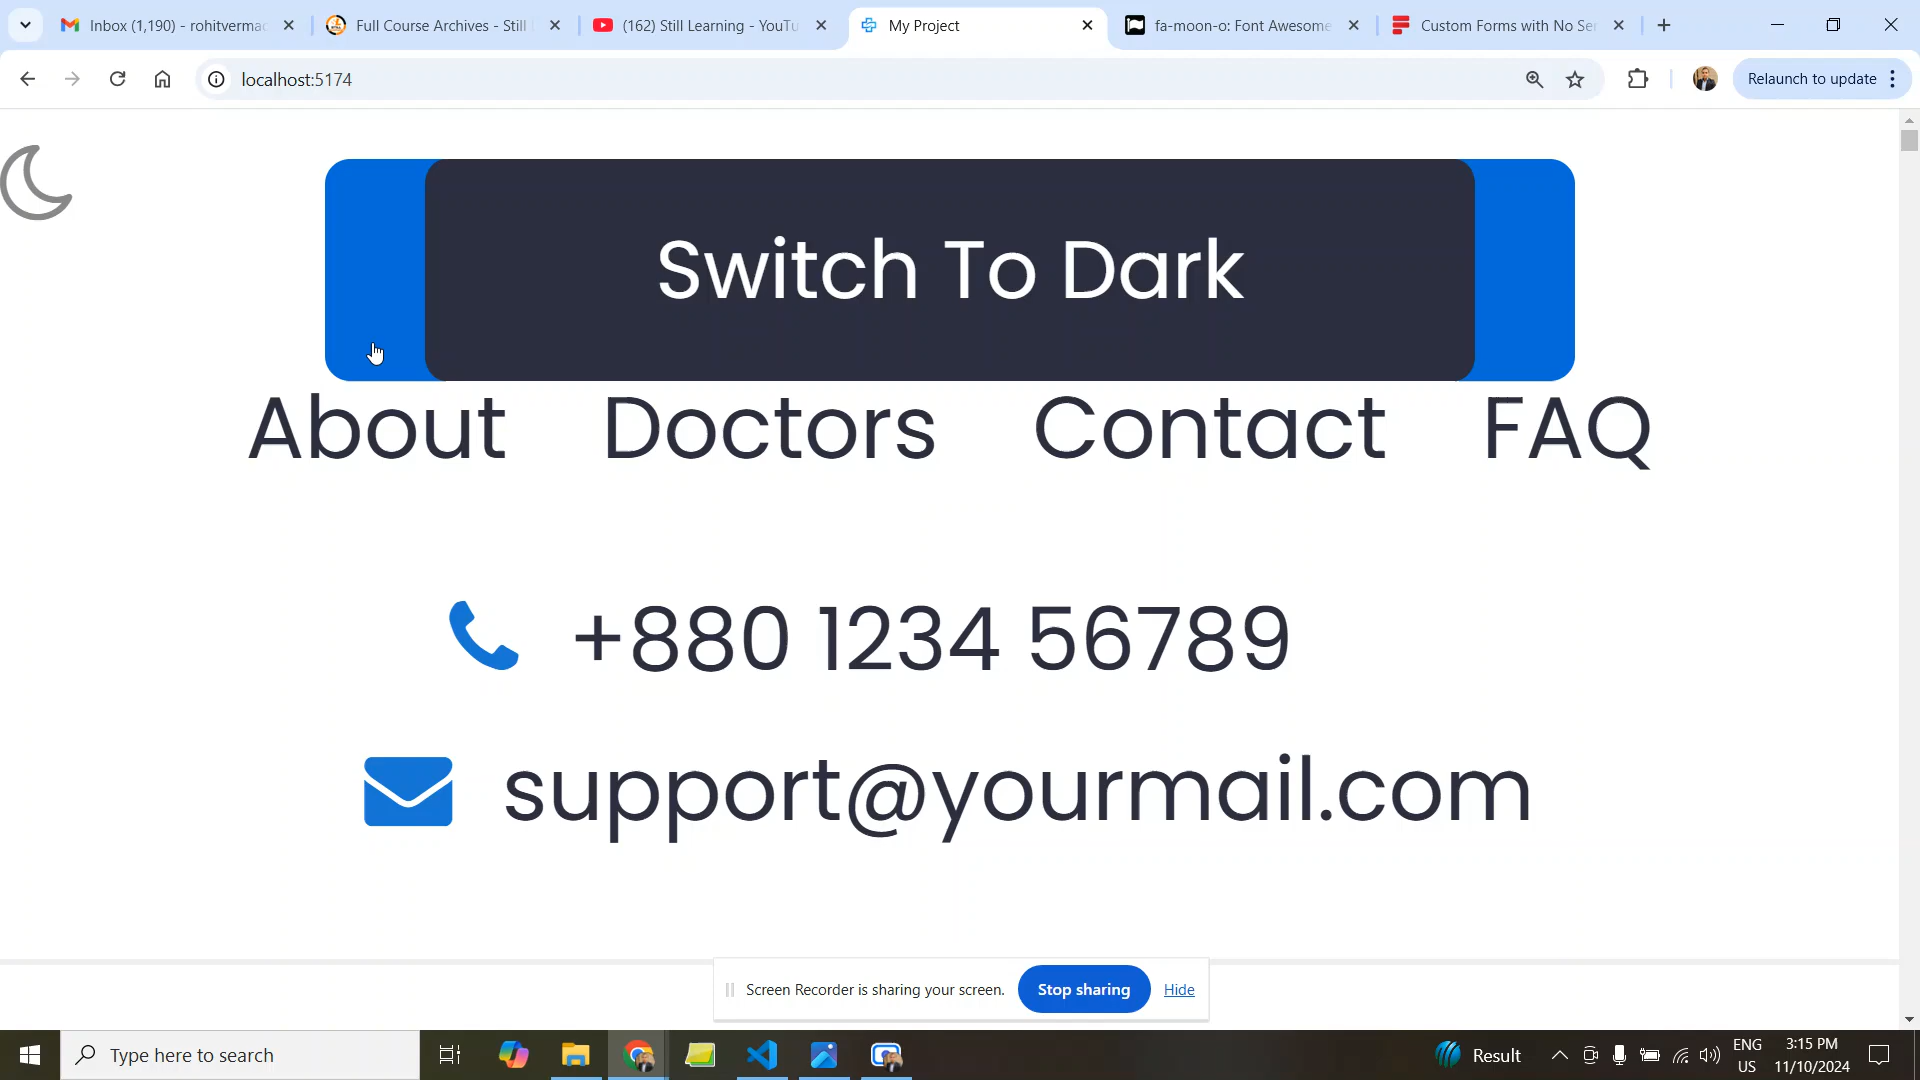 Inbox (1,190) - rohitvermac
Full Course Archives - Still
(162) Still Learning - YouTu
My Project
fa-moon-o: Font Awesome
Custom Forms with No Ser
localhost:5174
Relaunch to update
Switch To Dark
About Doctors Contact FAQ
+880 1234 56789
support@yourmail.com
Screen Recorder is sharing your screen. Stop sharing Hide
Type here to search
Result
ENG
US
3:15 PM
11/10/2024